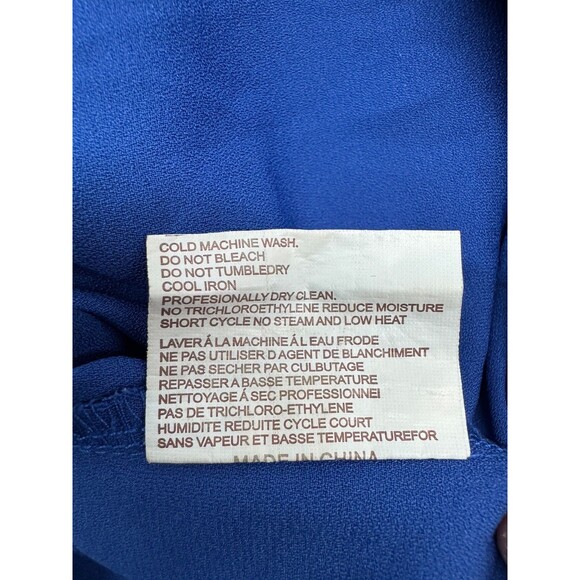 COLD MACHINE WASH.
DO NOT BLEACH
DO NOT TUMBLEDRY
COOL IRON
PROFESIONALLY DRY CLEAN.
NO TRICHLOROETHYLENE REDUCE MOISTURE
SHORT CYCLE NO STEAM AND LOW HEAT
LAVER Á LA MACHINE Á L EAU FRODE
NE PAS UTILISER D AGENT DE BLANCHIMENT
NE PAS SECHER PAR CULBUTAGE
REPASSER A BASSE TEMPERATURE
NETTOYAGE Á SEC PROFESSIONNEI
PAS DE TRICHLORO-ETHYLENE
HUMIDITE REDUITE CYCLE COURT
SANS VAPEUR ET BASSE TEMPERATUREFOR
MADE IN CHINA